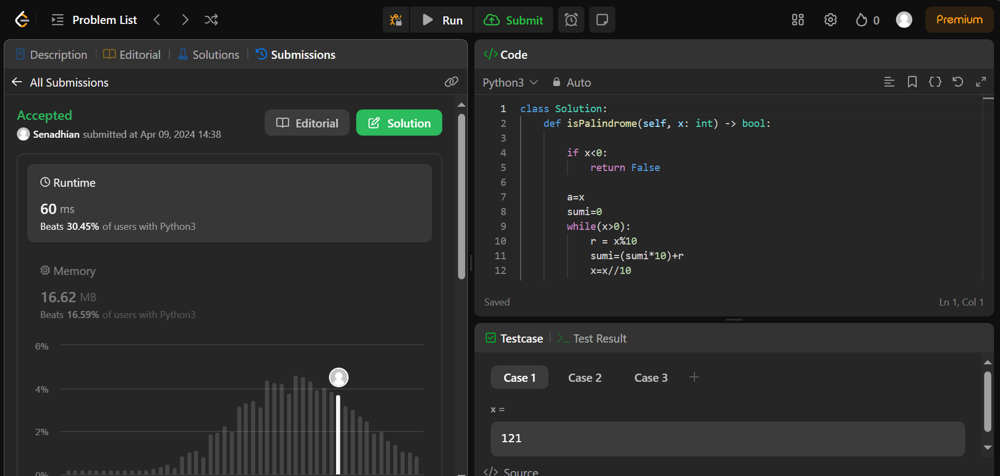 Problem List
Run
Submit
0
Premium
Description
Editorial
Solutions
Submissions
All Submissions
Accepted
Senadhian submitted at Apr 09, 2024 14:38
Editorial
Solution
Runtime
60 ms
Beats 30.45% of users with Python3
Memory
16.62 MB
Beats 16.59% of users with Python3
6%
4%
2%
0%
</> Code
Python3
Auto
1 class Solution:
2     def isPalindrome(self, x: int) -> bool:
3
4         if x<0:
5             return False
6
7         a=x
8         sumi=0
9         while(x>0):
10             r = x%10
11             sumi=(sumi*10)+r
12             x=x//10
Saved
Ln 1, Col 1
Testcase
Test Result
Case 1
Case 2
Case 3
x =
121
</> Source